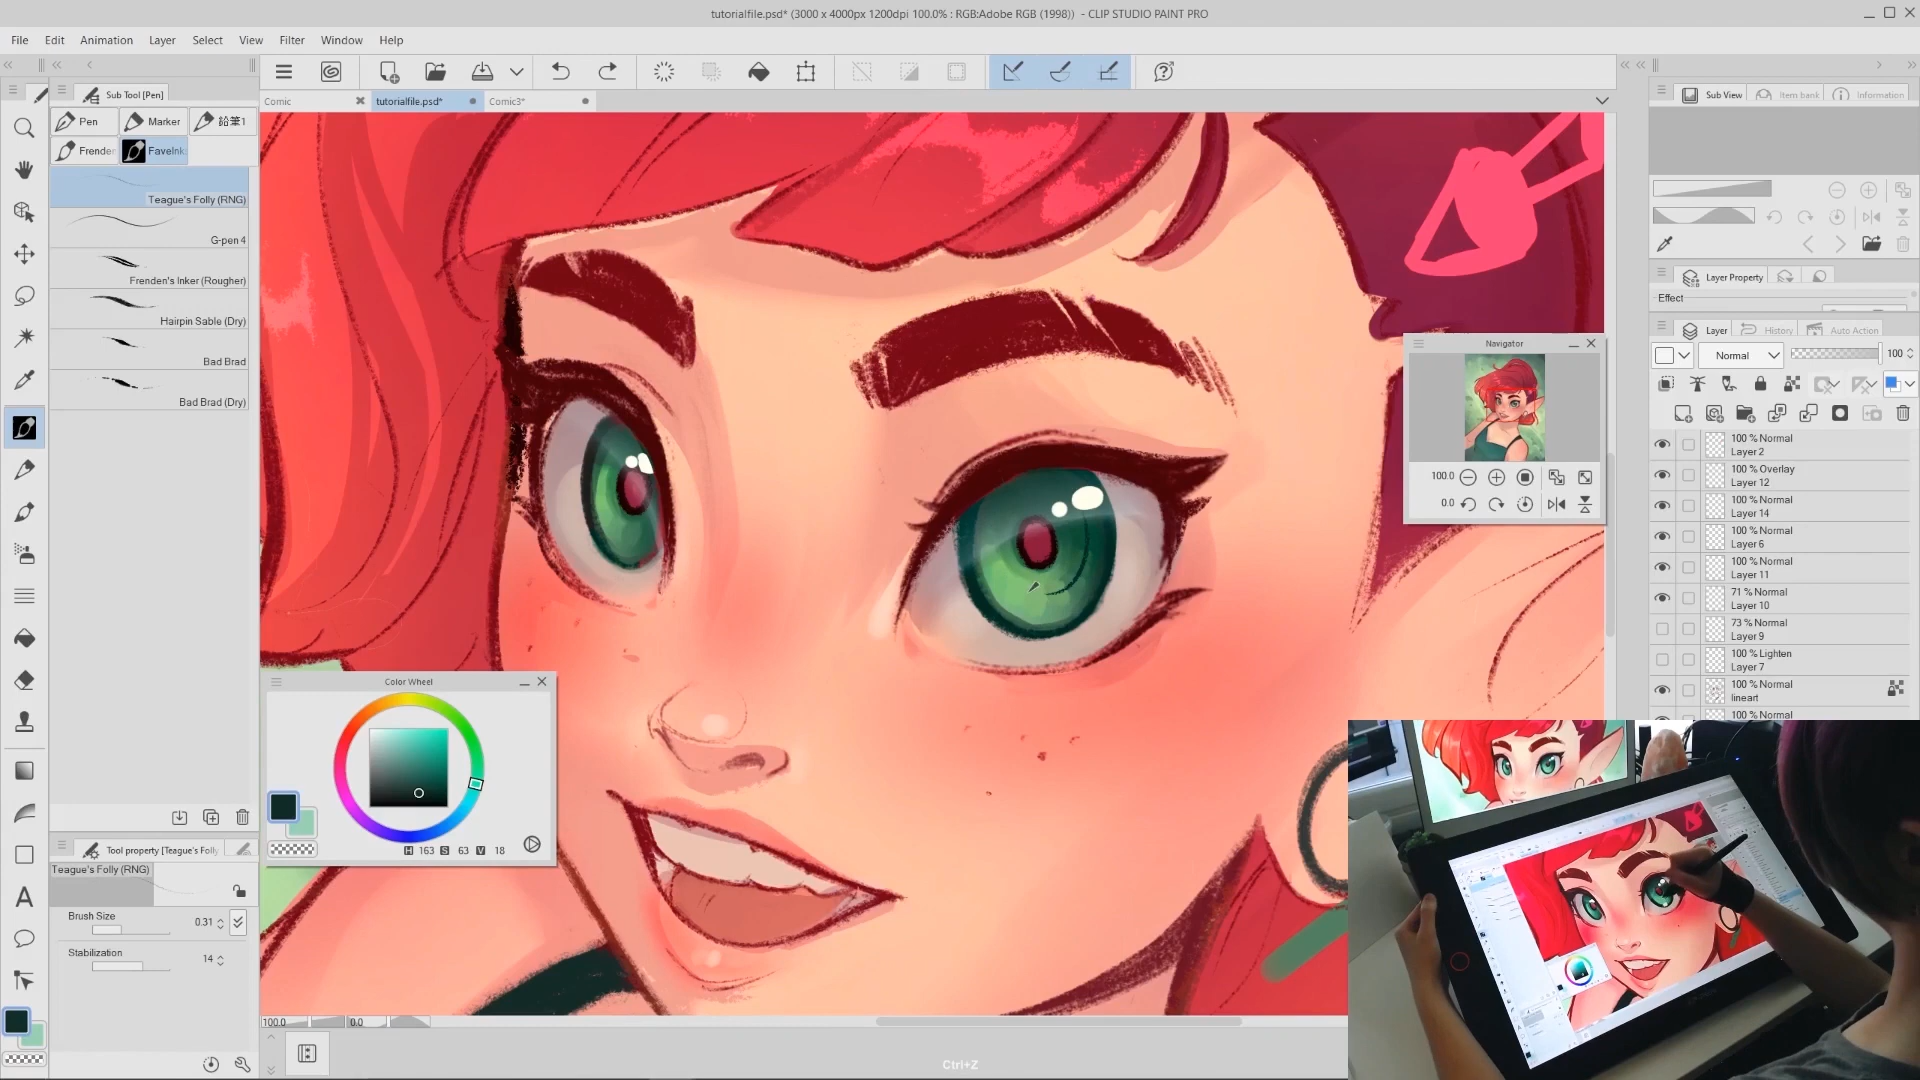 tutorialfile.psd* (3000 x 4000px 1200dpi 100.0% : RGB:Adobe RGB (1998)) - CLIP STUDIO PAINT PRO
File Edit Animation Layer Select View Filter Window Help
Sub Tool [Pen]
Pen Marker 鉛筆1
Frender FaveInk
Teague's Folly (RNG)
G-pen 4
Frenden's Inker (Rougher)
Hairpin Sable (Dry)
Bad Brad
Bad Brad (Dry)
Tool property [Teague's Folly
Teague's Folly (RNG)
Brush Size 0.31
Stabilization 14
Comic tutorialfile.psd* Comic3*
Color Wheel
H 163 S 63 V 18
100.0 0.0
Ctrl+Z
Navigator
100.0
0.0
Sub View Item bank Information
Layer Property
Effect
Layer History Auto Action
Normal 100
100 % Normal
Layer 2
100 % Overlay
Layer 12
100 % Normal
Layer 14
100 % Normal
Layer 6
100 % Normal
Layer 11
71 % Normal
Layer 10
73 % Normal
Layer 9
100 % Lighten
Layer 7
100 % Normal
lineart
100 % Normal